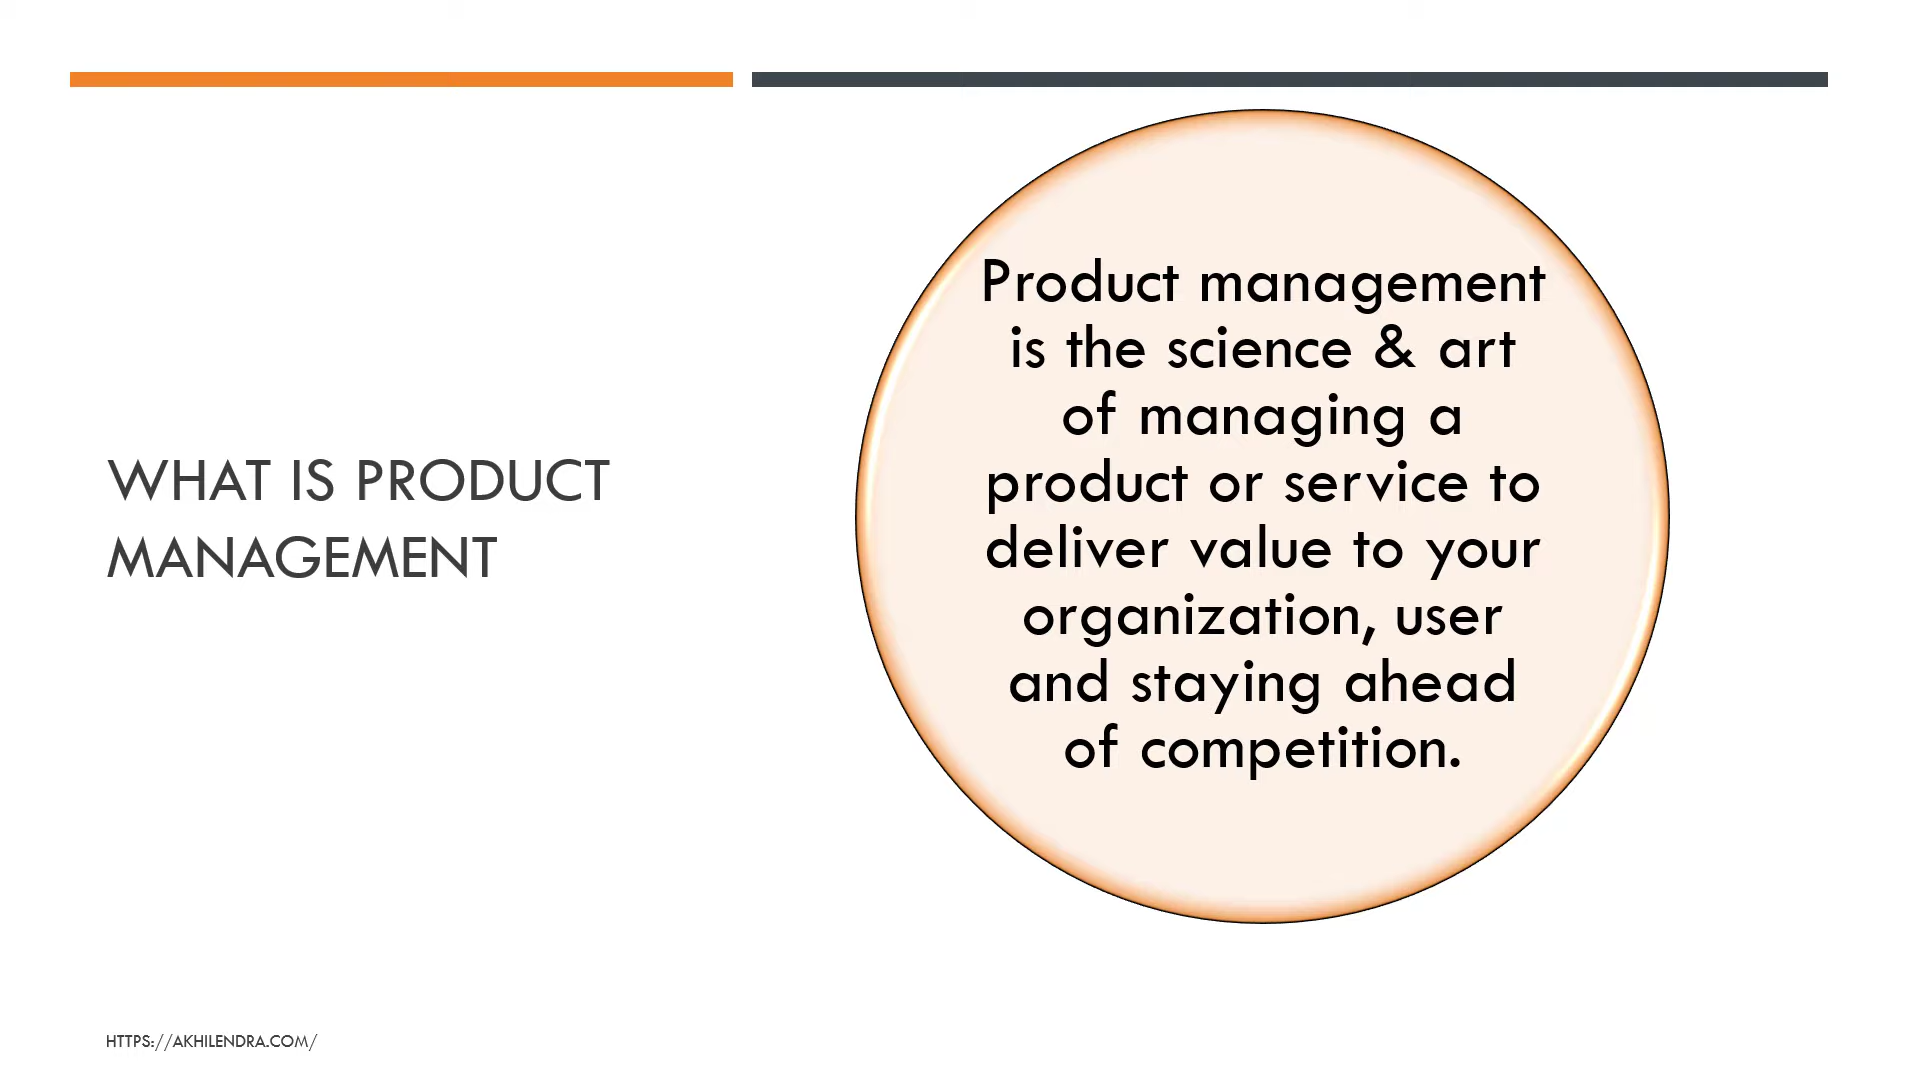 WHAT IS PRODUCT
MANAGEMENT
Product management
is the science & art
of managing a
product or service to
deliver value to your
organization, user
and staying ahead
of competition.
HTTPS://AKHILENDRA.COM/